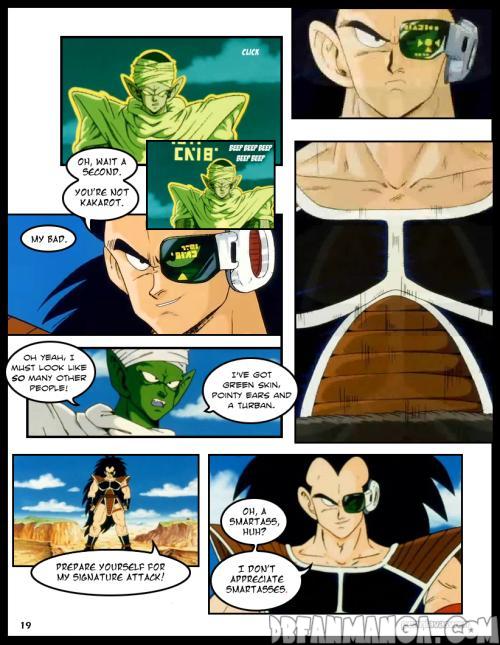 CLICK
BEEP BEEP BEEP
BEEP BEEP
OH, WAIT A
SECOND.
YOU'RE NOT
KAKAROT.
MY BAD.
OH YEAH, I
MUST LOOK LIKE
SO MANY OTHER
PEOPLE!
I'VE GOT
GREEN SKIN,
POINTY EARS AND
A TURBAN.
PREPARE YOURSELF FOR
MY SIGNATURE ATTACK!
OH, A
SMARTASS,
HUH?
I DON'T
APPRECIATE
SMARTASSES.
19
DBFANMANGA.COM